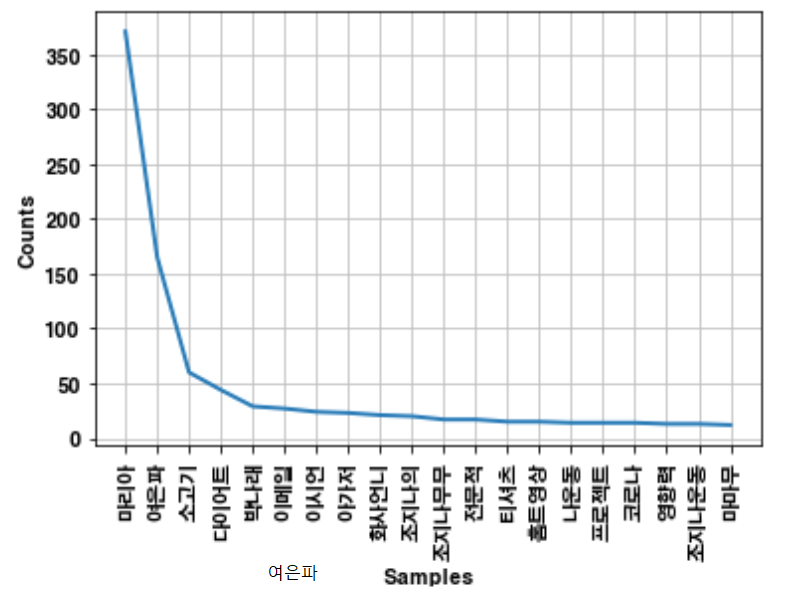 350
300
250
200
150
100
50
0
Counts
마리아
여은파
소고기
다이어트
박나래
이메일
이시언
아가저
화사언니
조지나의
조지나무무
전문적
티셔츠
홈트영상
나운동
프로젝트
코로나
영향력
조지나운동
마마무
여은파
Samples